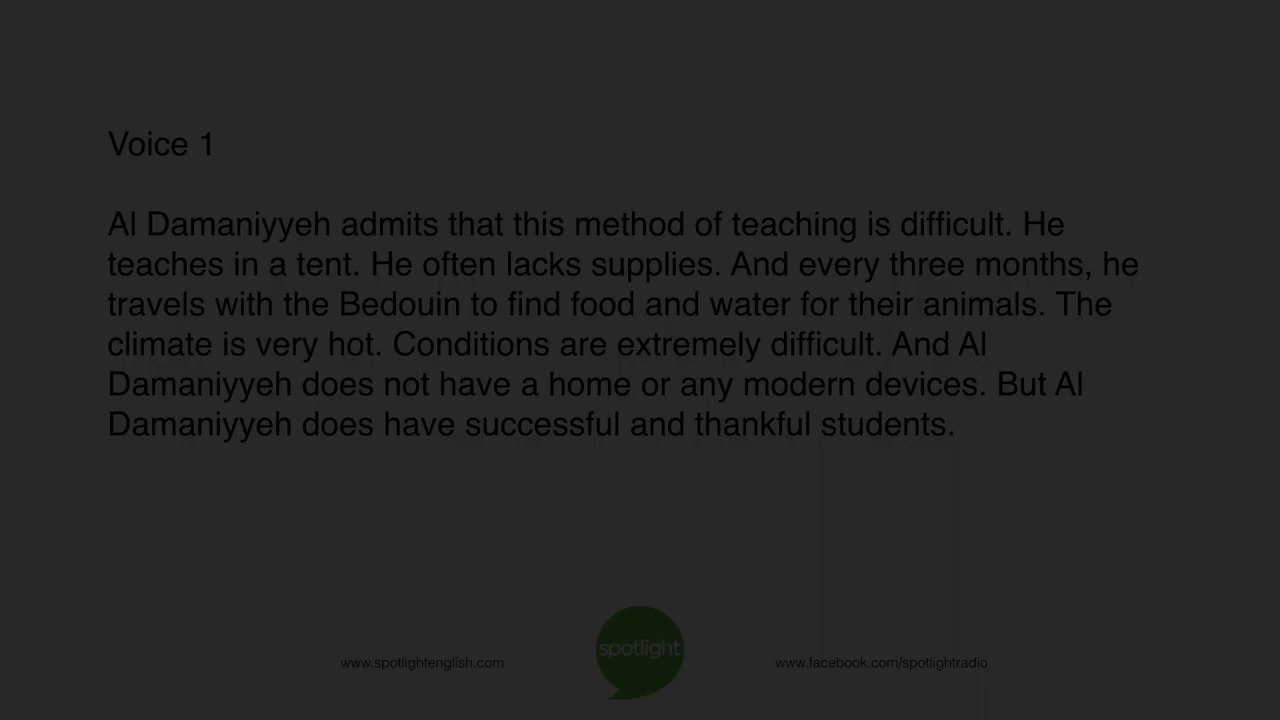 Voice 1
Al Damaniyyeh admits that this method of teaching is difficult. He
teaches in a tent. He often lacks supplies. And every three months, he
travels with the Bedouin to find food and water for their animals. The
climate is very hot. Conditions are extremely difficult. And Al
Damaniyyeh does not have a home or any modern devices. But Al
Damaniyyeh does have successful and thankful students.
spotlight
www.spotlightenglish.com
www.facebook.com/spotlightradio